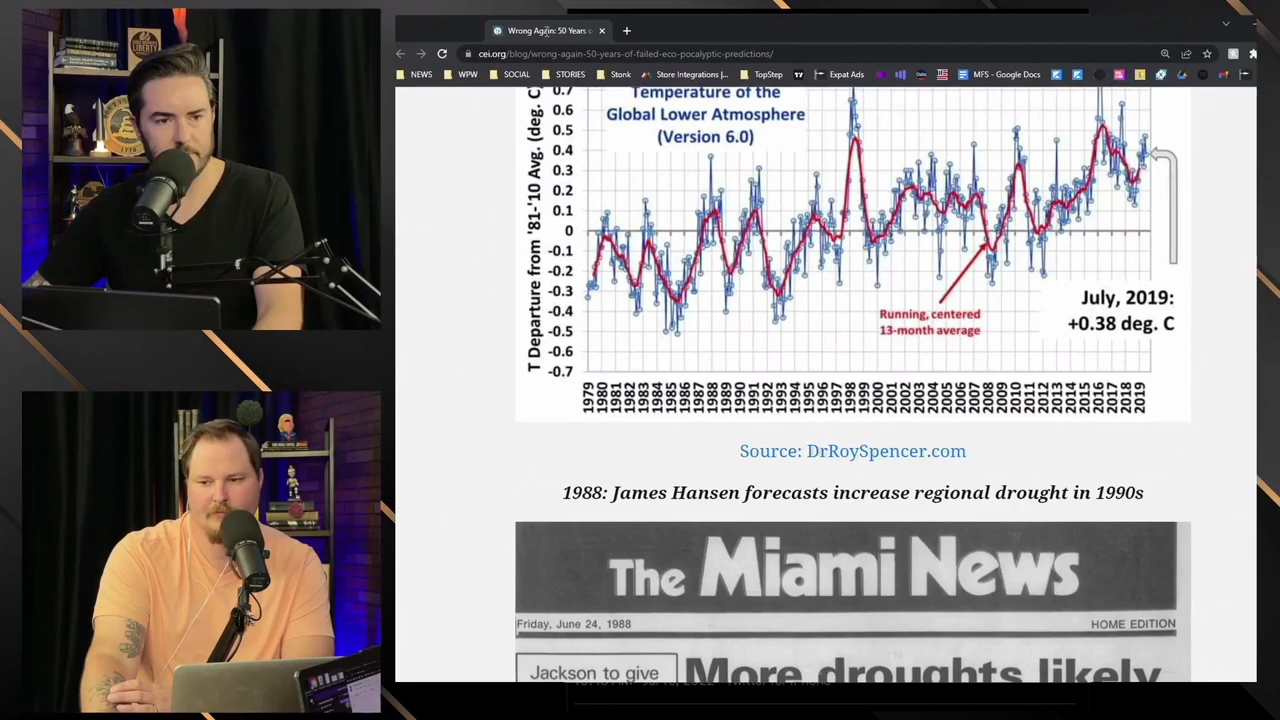 Wrong Again: 50 Years
cei.org/blog/wrong-again-50-years-of-failed-eco-pocalyptic-predictions/
NEWS WPW SOCIAL STORIES Stonk Store Integrations |... TopStep Expat Ads MFS - Google Docs
Temperature of the
Global Lower Atmosphere
(Version 6.0)
T Departure from '81-'10 Avg. (deg. C)
0.7
0.6
0.5
0.4
0.3
0.2
0.1
0
-0.1
-0.2
-0.3
-0.4
-0.5
-0.6
-0.7
Running, centered
13-month average
July, 2019:
+0.38 deg. C
1979 1980 1981 1982 1983 1984 1985 1986 1987 1988 1989 1990 1991 1992 1993 1994 1995 1996 1997 1998 1999 2000 2001 2002 2003 2004 2005 2006 2007 2008 2009 2010 2011 2012 2013 2014 2015 2016 2017 2018 2019
Source: DrRoySpencer.com
1988: James Hansen forecasts increase regional drought in 1990s
The Miami News
Friday, June 24, 1988 HOME EDITION
Jackson to give
More droughts likely
LIBERTY
1776